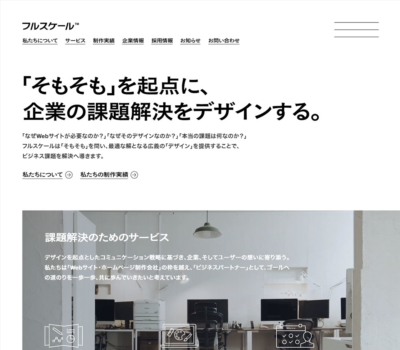 フルスケール™
私たちについて サービス 制作実績 企業情報 採用情報 お知らせ お問い合わせ
「そもそも」を起点に、
企業の課題解決をデザインする。
「なぜWebサイトが必要なのか？」「なぜそのデザインなのか？」「本当の課題は何なのか？」
フルスケールは「そもそも」を問い、最適な解となる広義の「デザイン」を提供することで、
ビジネス課題を解決へ導きます。
私たちについて 私たちの制作実績
課題解決のためのサービス
デザインを起点としたコミュニケーション戦略に基づき、企業、そしてユーザーの想いに寄り添う。
私たちは「Webサイト・ホームページ制作会社」の枠を超え、「ビジネスパートナー」として、ゴールへ
の道のりを一歩一歩、共に歩んでいきたいと考えています。